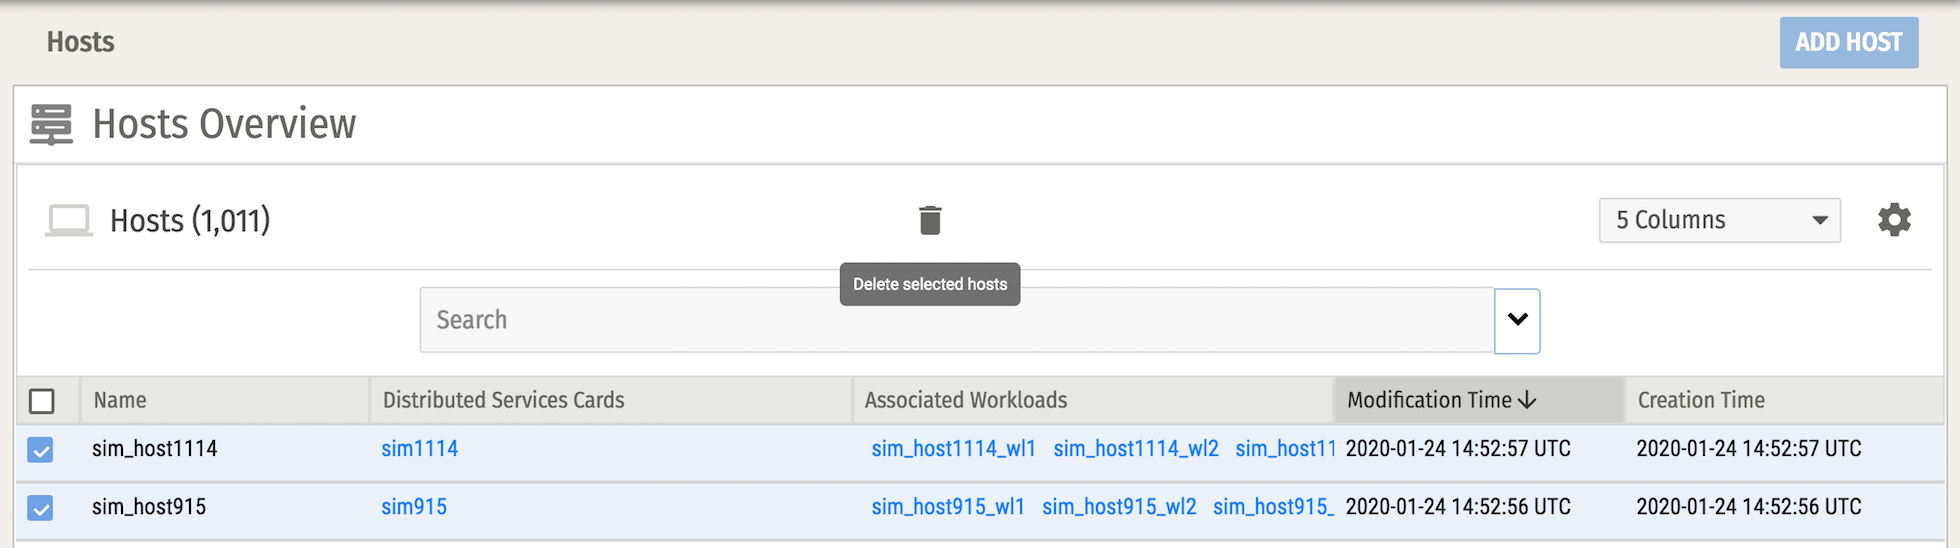 Hosts
ADD HOST
Hosts Overview
Hosts (1,011)
5 Columns
Delete selected hosts
Search
Name Distributed Services Cards Associated Workloads Modification Time Creation Time
sim_host1114 sim1114 sim_host1114_wl1 sim_host1114_wl2 sim_host11 2020-01-24 14:52:57 UTC 2020-01-24 14:52:57 UTC
sim_host915 sim915 sim_host915_wl1 sim_host915_wl2 sim_host915_ 2020-01-24 14:52:56 UTC 2020-01-24 14:52:56 UTC